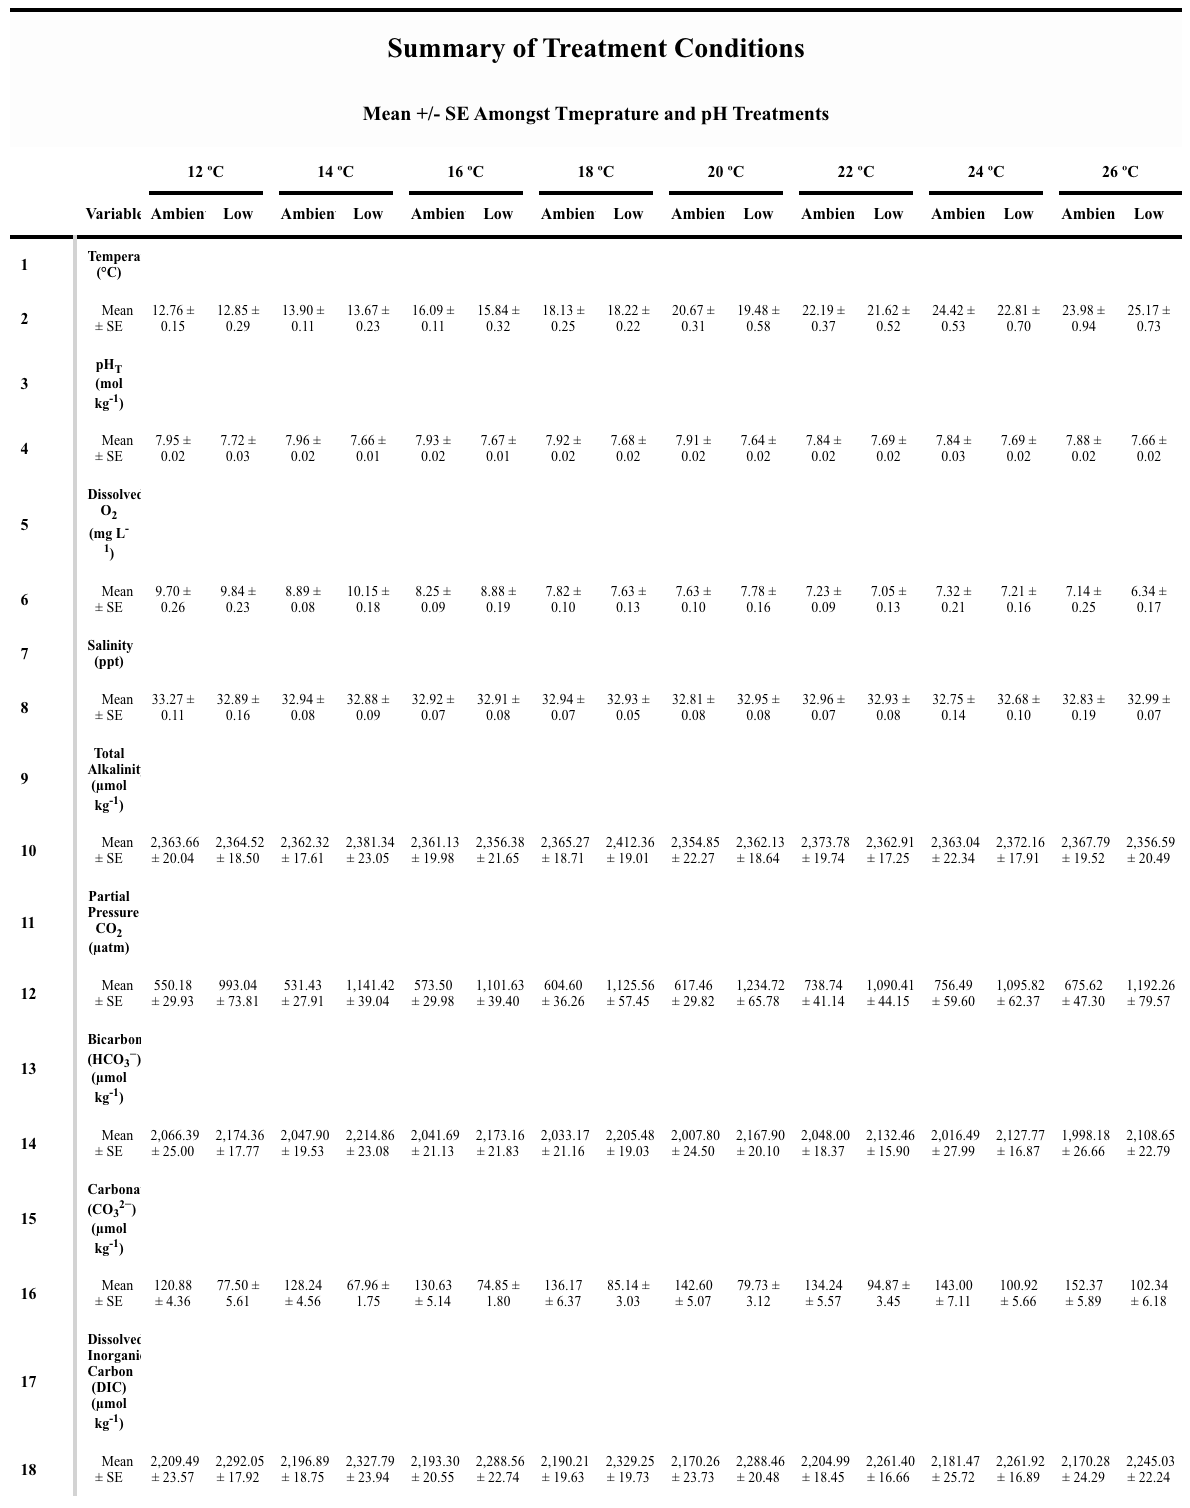 Summary of Treatment Conditions
Mean +/- SE Amongst Tmeprature and pH Treatments
12 ºC 14 ºC 16 ºC 18 ºC 20 ºC 22 ºC 24 ºC 26 ºC
Variable Ambien Low Ambien Low Ambien Low Ambien Low Ambien Low Ambien Low Ambien Low Ambien Low
1 Tempera
(°C)
2 Mean 12.76 ± 12.85 ± 13.90 ± 13.67 ± 16.09 ± 15.84 ± 18.13 ± 18.22 ± 20.67 ± 19.48 ± 22.19 ± 21.62 ± 24.42 ± 22.81 ± 23.98 ± 25.17 ±
± SE 0.15 0.29 0.11 0.23 0.11 0.32 0.25 0.22 0.31 0.58 0.37 0.52 0.53 0.70 0.94 0.73
pHT
3 (mol
kg-1)
4 Mean 7.95 ± 7.72 ± 7.96 ± 7.66 ± 7.93 ± 7.67 ± 7.92 ± 7.68 ± 7.91 ± 7.64 ± 7.84 ± 7.69 ± 7.84 ± 7.69 ± 7.88 ± 7.66 ±
± SE 0.02 0.03 0.02 0.01 0.02 0.01 0.02 0.02 0.02 0.02 0.02 0.02 0.03 0.02 0.02 0.02
Dissolved
O2
5 (mg L-
1)
6 Mean 9.70 ± 9.84 ± 8.89 ± 10.15 ± 8.25 ± 8.88 ± 7.82 ± 7.63 ± 7.63 ± 7.78 ± 7.23 ± 7.05 ± 7.32 ± 7.21 ± 7.14 ± 6.34 ±
± SE 0.26 0.23 0.08 0.18 0.09 0.19 0.10 0.13 0.10 0.16 0.09 0.13 0.21 0.16 0.25 0.17
7 Salinity
(ppt)
8 Mean 33.27 ± 32.89 ± 32.94 ± 32.88 ± 32.92 ± 32.91 ± 32.94 ± 32.93 ± 32.81 ± 32.95 ± 32.96 ± 32.93 ± 32.75 ± 32.68 ± 32.83 ± 32.99 ±
± SE 0.11 0.16 0.08 0.09 0.07 0.08 0.07 0.05 0.08 0.08 0.07 0.08 0.14 0.10 0.19 0.07
Total
Alkalinit
9 (µmol
kg-1)
10 Mean 2,363.66 2,364.52 2,362.32 2,381.34 2,361.13 2,356.38 2,365.27 2,412.36 2,354.85 2,362.13 2,373.78 2,362.91 2,363.04 2,372.16 2,367.79 2,356.59
± SE ± 20.04 ± 18.50 ± 17.61 ± 23.05 ± 19.98 ± 21.65 ± 18.71 ± 19.01 ± 22.27 ± 18.64 ± 19.74 ± 17.25 ± 22.34 ± 17.91 ± 19.52 ± 20.49
Partial
Pressure
11 CO2
(µatm)
12 Mean 550.18 993.04 531.43 1,141.42 573.50 1,101.63 604.60 1,125.56 617.46 1,234.72 738.74 1,090.41 756.49 1,095.82 675.62 1,192.26
± SE ± 29.93 ± 73.81 ± 27.91 ± 39.04 ± 29.98 ± 39.40 ± 36.26 ± 57.45 ± 29.82 ± 65.78 ± 41.14 ± 44.15 ± 59.60 ± 62.37 ± 47.30 ± 79.57
Bicarbon
(HCO3−)
13 (µmol
kg-1)
14 Mean 2,066.39 2,174.36 2,047.90 2,214.86 2,041.69 2,173.16 2,033.17 2,205.48 2,007.80 2,167.90 2,048.00 2,132.46 2,016.49 2,127.77 1,998.18 2,108.65
± SE ± 25.00 ± 17.77 ± 19.53 ± 23.08 ± 21.13 ± 21.83 ± 21.16 ± 19.03 ± 24.50 ± 20.10 ± 18.37 ± 15.90 ± 27.99 ± 16.87 ± 26.66 ± 22.79
Carbona
(CO32−)
15 (µmol
kg-1)
16 Mean 120.88 77.50 ± 128.24 67.96 ± 130.63 74.85 ± 136.17 85.14 ± 142.60 79.73 ± 134.24 94.87 ± 143.00 100.92 152.37 102.34
± SE ± 4.36 5.61 ± 4.56 1.75 ± 5.14 1.80 ± 6.37 3.03 ± 5.07 3.12 ± 5.57 3.45 ± 7.11 ± 5.66 ± 5.89 ± 6.18
Dissolved
Inorgani
Carbon
17 (DIC)
(µmol
kg-1)
18 Mean 2,209.49 2,292.05 2,196.89 2,327.79 2,193.30 2,288.56 2,190.21 2,329.25 2,170.26 2,288.46 2,204.99 2,261.40 2,181.47 2,261.92 2,170.28 2,245.03
± SE ± 23.57 ± 17.92 ± 18.75 ± 23.94 ± 20.55 ± 22.74 ± 19.63 ± 19.73 ± 23.73 ± 20.48 ± 18.45 ± 16.66 ± 25.72 ± 16.89 ± 24.29 ± 22.24